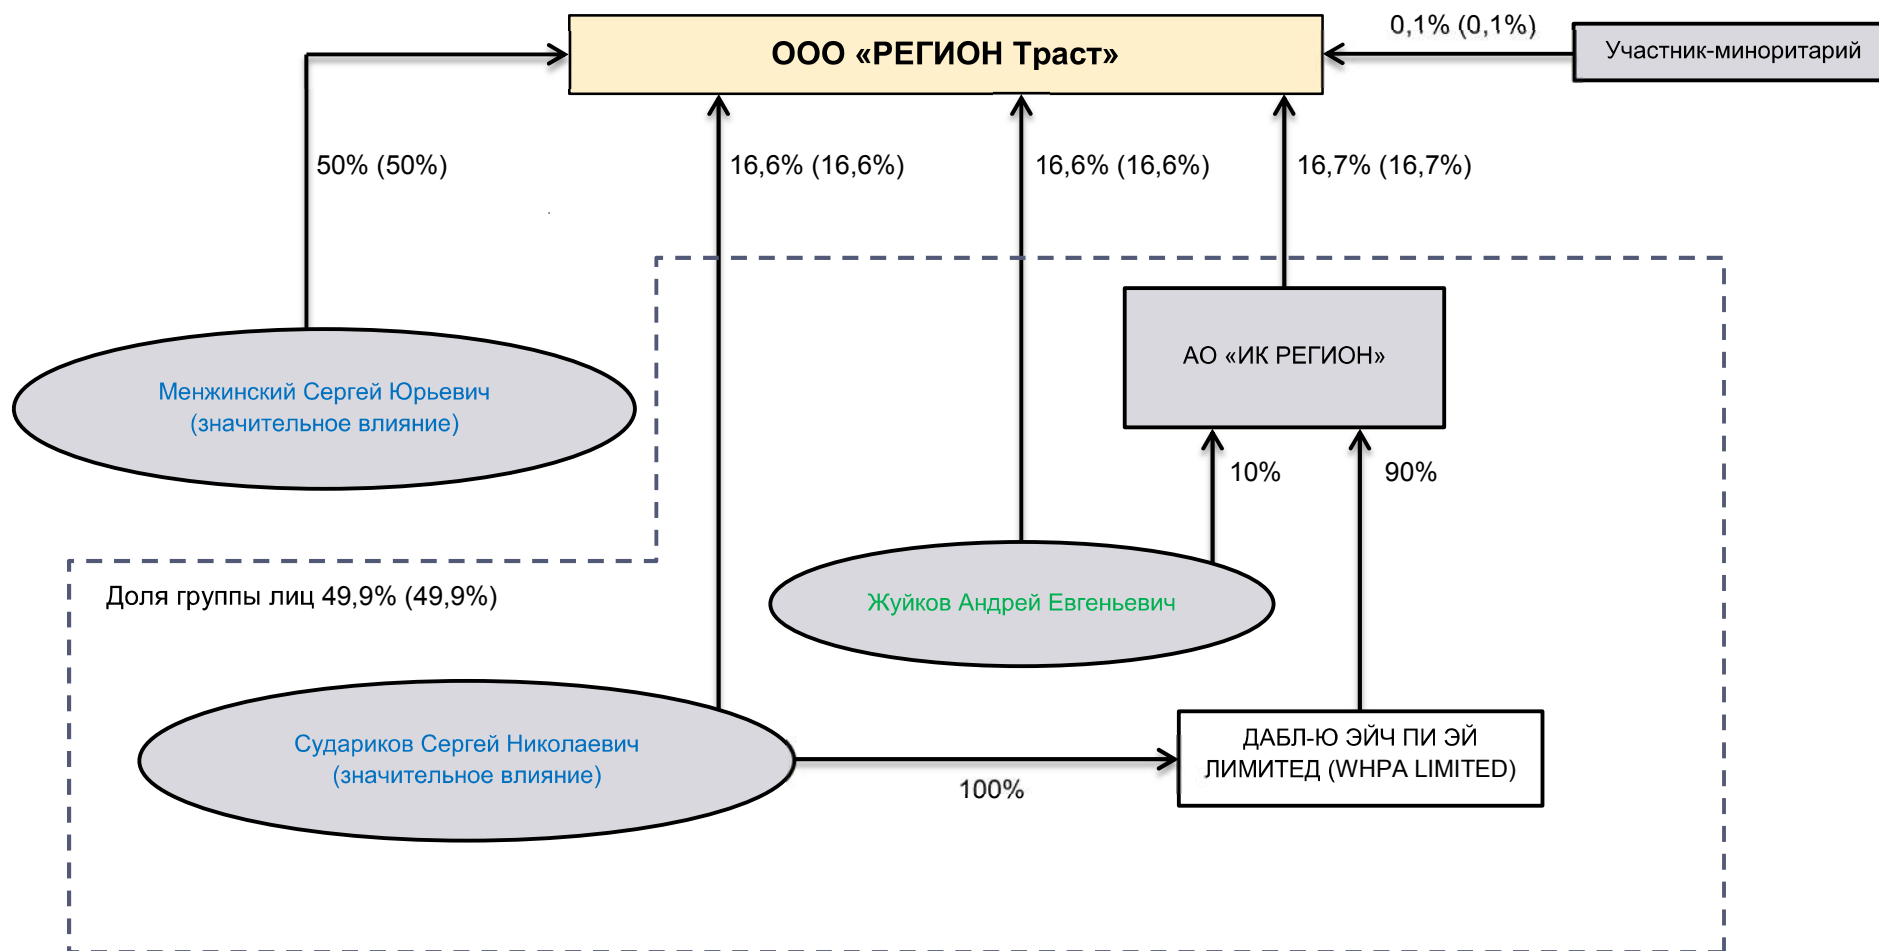 0,1% (0,1%)
ООО «РЕГИОН Траст»
Участник-миноритарий
50% (50%)
16,6% (16,6%)
16,6% (16,6%)
16,7% (16,7%)
АО «ИК РЕГИОН»
Менжинский Сергей Юрьевич
(значительное влияние)
10%
90%
Доля группы лиц 49,9% (49,9%)
Жуйков Андрей Евгеньевич
Судариков Сергей Николаевич
(значительное влияние)
100%
ДАБЛ-Ю ЭЙЧ ПИ ЭЙ
ЛИМИТЕД (WHPA LIMITED)